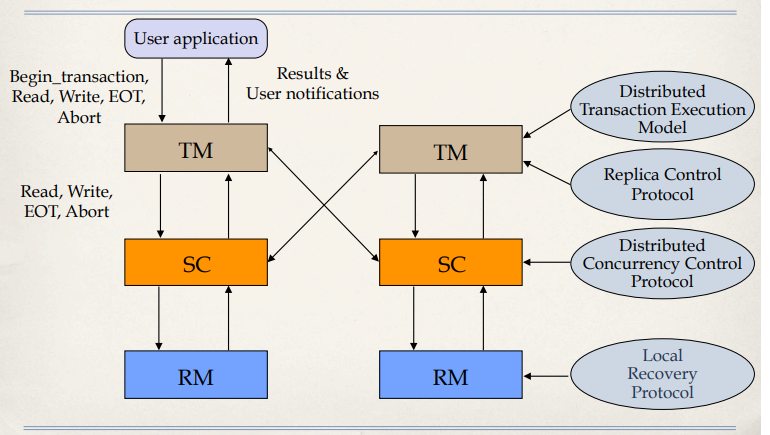 User application
Begin_transaction,
Read, Write, EOT,
Abort
Results &
User notifications
TM
TM
Distributed
Transaction Execution
Model
Replica Control
Protocol
Read, Write,
EOT, Abort
SC
SC
Distributed
Concurrency Control
Protocol
RM
RM
Local
Recovery
Protocol